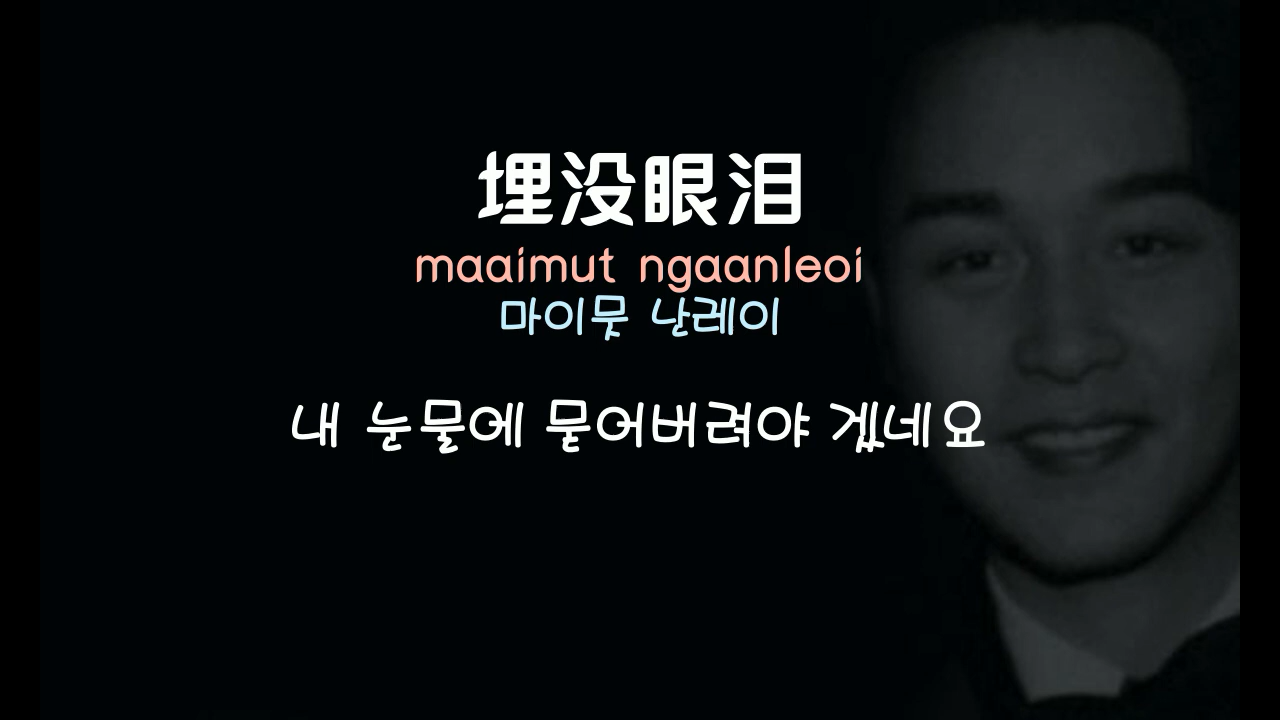 埋没眼泪
maaimut ngaanleoi
마이뭇 난레이
내 눈물에 뭍어버려야 겠네요